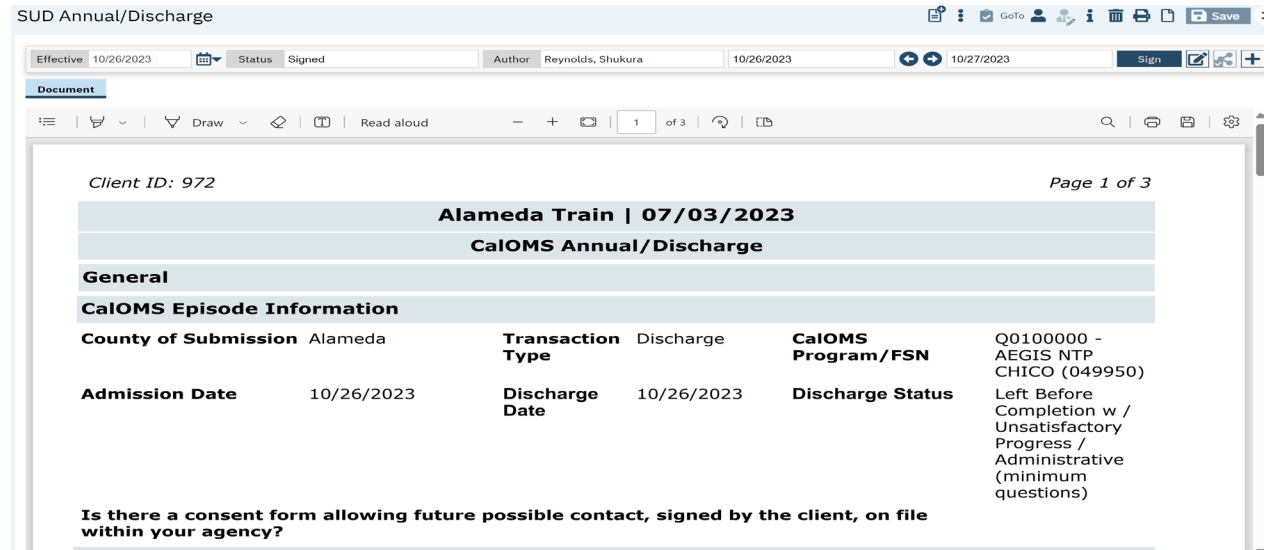 SUD Annual/Discharge
GoTo
Save
Effective 10/26/2023 Status Signed Author Reynolds, Shukura 10/26/2023 10/27/2023 Sign
Document
Draw Read aloud 1 of 3
Client ID: 972 Page 1 of 3
Alameda Train | 07/03/2023
CalOMS Annual/Discharge
General
CalOMS Episode Information
County of Submission Alameda Transaction Discharge CalOMS Q0100000 -
Type Program/FSN AEGIS NTP
CHICO (049950)
Admission Date 10/26/2023 Discharge 10/26/2023 Discharge Status Left Before
Date Completion w /
Unsatisfactory
Progress /
Administrative
(minimum
questions)
Is there a consent form allowing future possible contact, signed by the client, on file
within your agency?